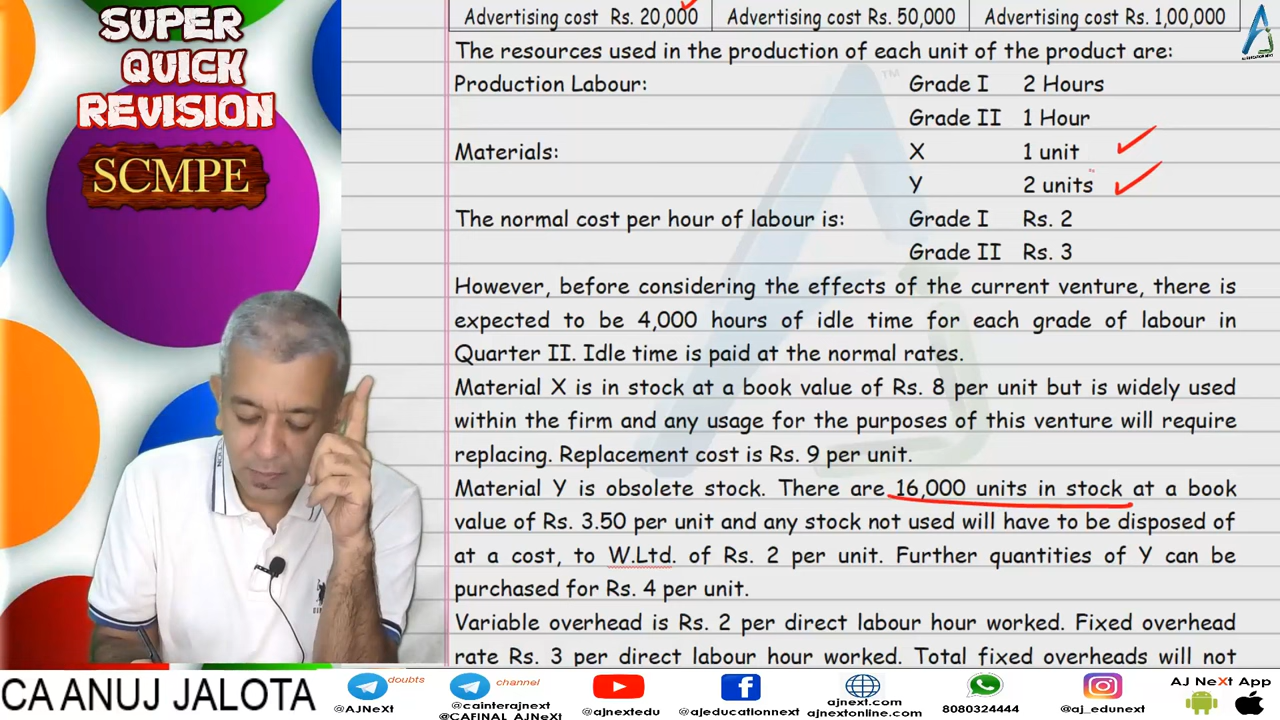 SUPER
QUICK
REVISION
SCMPE
Advertising cost Rs. 20,000 Advertising cost Rs. 50,000 Advertising cost Rs. 1,00,000
The resources used in the production of each unit of the product are:
Production Labour: Grade I 2 Hours
Grade II 1 Hour
Materials: X 1 unit
Y 2 units
The normal cost per hour of labour is: Grade I Rs. 2
Grade II Rs. 3
However, before considering the effects of the current venture, there is
expected to be 4,000 hours of idle time for each grade of labour in
Quarter II. Idle time is paid at the normal rates.
Material X is in stock at a book value of Rs. 8 per unit but is widely used
within the firm and any usage for the purposes of this venture will require
replacing. Replacement cost is Rs. 9 per unit.
Material Y is obsolete stock. There are 16,000 units in stock at a book
value of Rs. 3.50 per unit and any stock not used will have to be disposed of
at a cost, to W.Ltd. of Rs. 2 per unit. Further quantities of Y can be
purchased for Rs. 4 per unit.
Variable overhead is Rs. 2 per direct labour hour worked. Fixed overhead
rate Rs. 3 per direct labour hour worked. Total fixed overheads will not
CA ANUJ JALOTA
doubts
@AJNeXt
channel
@cainterajnext
@CAFINAL_AJNeXt
@ajnextedu
@ajeducationnext
ajnext.com
ajnextonline.com
8080324444
@aj_edunext
AJ NeXt App